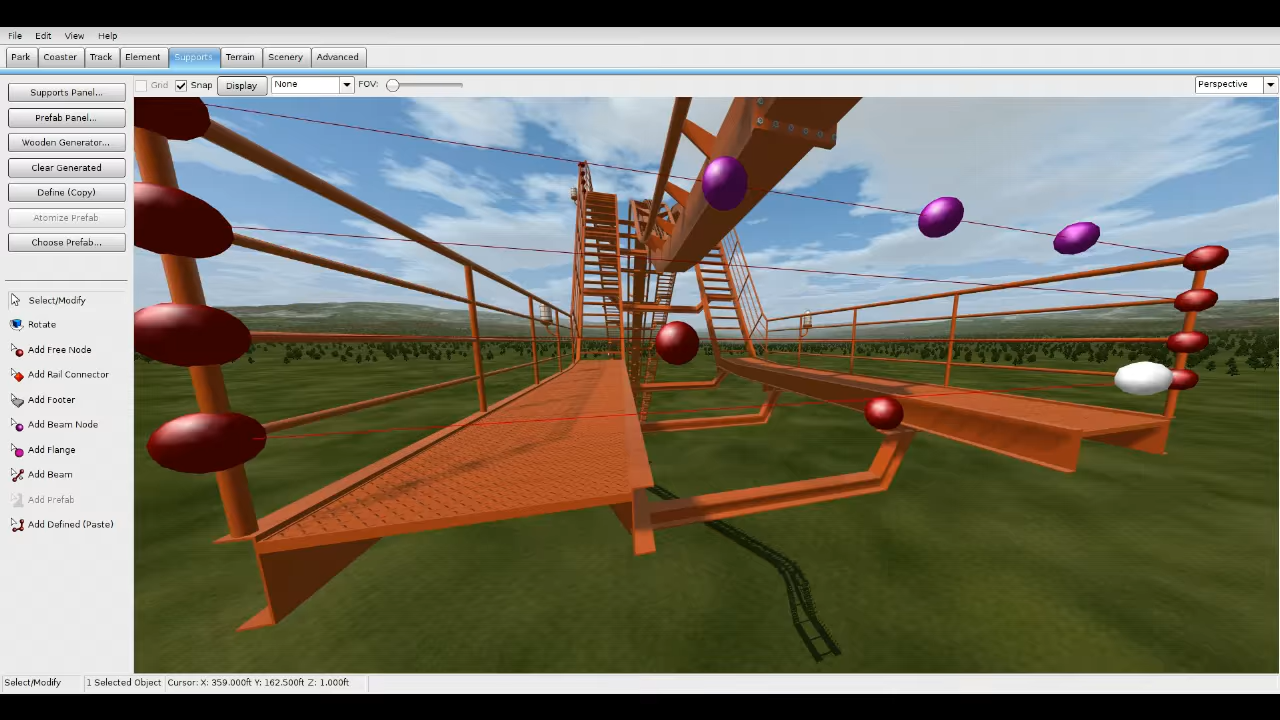 File Edit View Help
Park Coaster Track Element Supports Terrain Scenery Advanced
Grid Snap Display None FOV: Perspective
Supports Panel...
Prefab Panel...
Wooden Generator...
Clear Generated
Define (Copy)
Atomize Prefab
Choose Prefab...
Select/Modify
Rotate
Add Free Node
Add Rail Connector
Add Footer
Add Beam Node
Add Flange
Add Beam
Add Prefab
Add Defined (Paste)
Select/Modify 1 Selected Object Cursor: X: 359.000ft Y: 162.500ft Z: 1.000ft